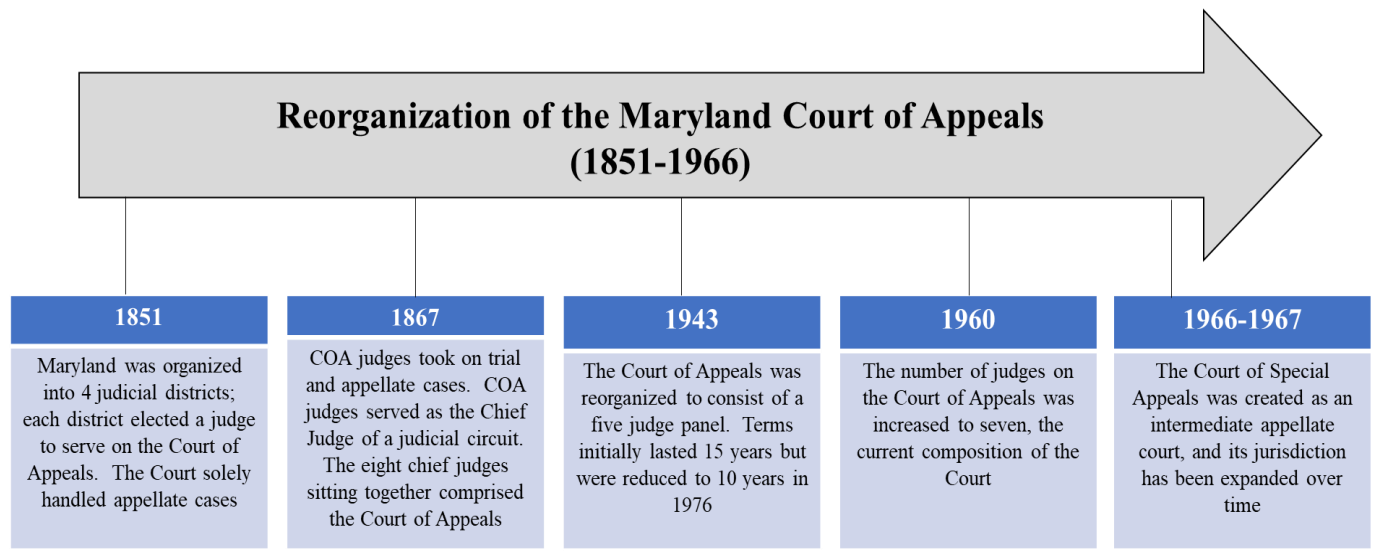 Reorganization of the Maryland Court of Appeals
(1851-1966)
1851
Maryland was organized
into 4 judicial districts;
each district elected a judge
to serve on the Court of
Appeals. The Court solely
handled appellate cases
1867
COA judges took on trial
and appellate cases. COA
judges served as the Chief
Judge of a judicial circuit.
The eight chief judges
sitting together comprised
the Court of Appeals
1943
The Court of Appeals was
reorganized to consist of a
five judge panel. Terms
initially lasted 15 years but
were reduced to 10 years in
1976
1960
The number of judges on
the Court of Appeals was
increased to seven, the
current composition of the
Court
1966-1967
The Court of Special
Appeals was created as an
intermediate appellate
court, and its jurisdiction
has been expanded over
time